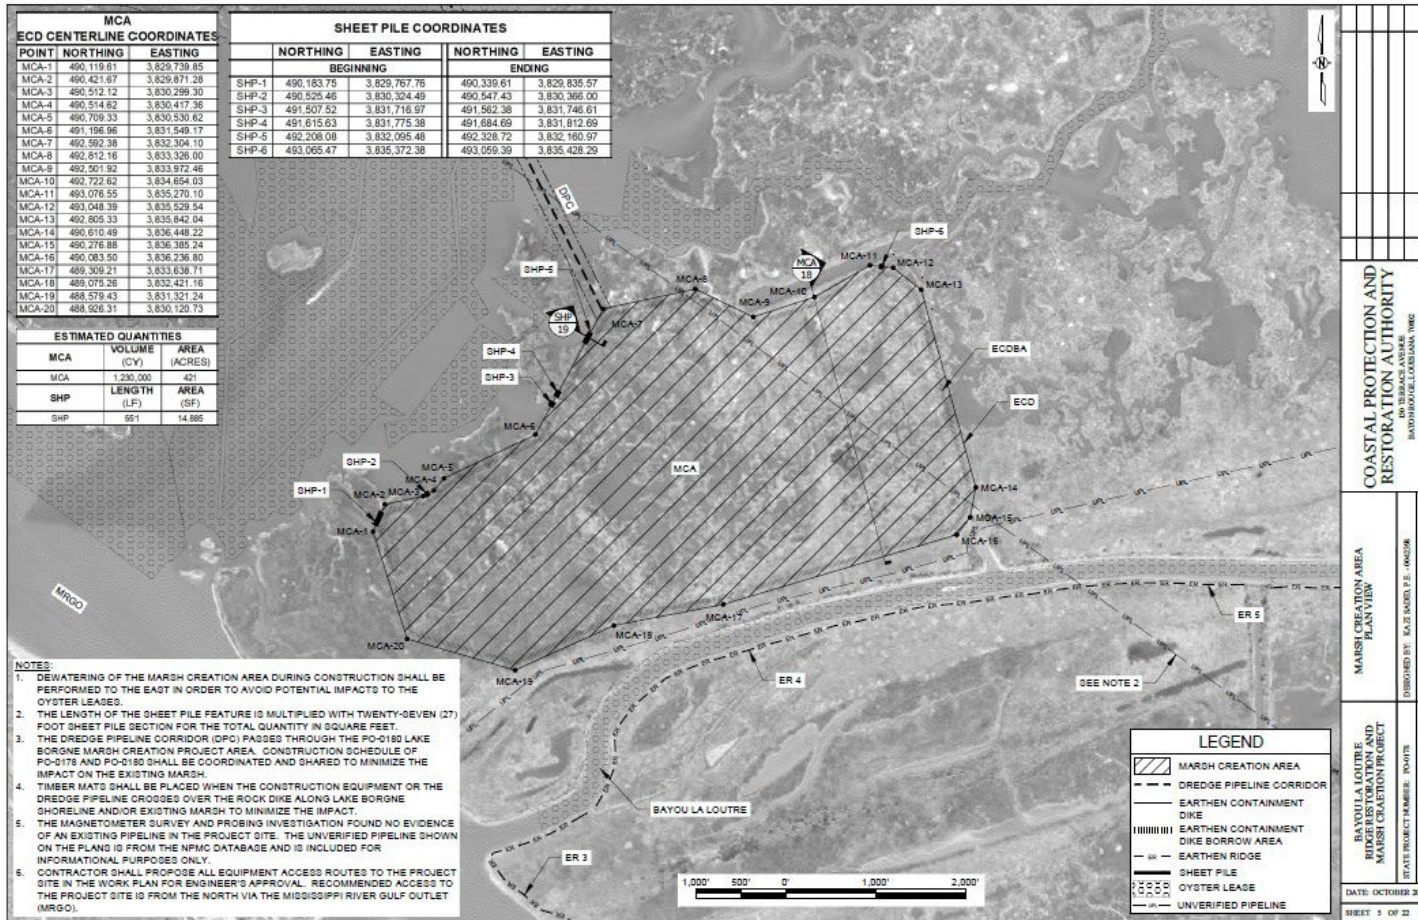 MCA
ECD CENTERLINE COORDINATES
POINT NORTHING EASTING
MCA-1 490,119.61 3,829,739.85
MCA-2 490,421.67 3,829,871.28
MCA-3 490,512.12 3,830,299.30
MCA-4 490,514.62 3,830,417.36
MCA-5 490,709.33 3,830,530.62
MCA-6 491,196.96 3,831,549.17
MCA-7 492,592.38 3,832,304.10
MCA-8 492,812.16 3,833,326.00
MCA-9 492,501.92 3,833,972.46
MCA-10 492,722.62 3,834,654.03
MCA-11 493,076.55 3,835,270.10
MCA-12 493,048.39 3,835,529.54
MCA-13 492,805.33 3,835,842.04
MCA-14 490,610.49 3,836,448.22
MCA-15 490,276.88 3,836,385.24
MCA-16 490,083.50 3,836,236.80
MCA-17 489,309.21 3,833,638.71
MCA-18 489,075.26 3,832,421.16
MCA-19 488,579.43 3,831,321.24
MCA-20 488,926.31 3,830,120.73
SHEET PILE COORDINATES
NORTHING EASTING NORTHING EASTING
BEGINNING ENDING
SHP-1 490,183.75 3,829,767.76 490,339.61 3,829,835.57
SHP-2 490,525.46 3,830,324.49 490,547.43 3,830,366.00
SHP-3 491,507.52 3,831,716.97 491,562.38 3,831,746.61
SHP-4 491,615.63 3,831,775.38 491,684.69 3,831,812.69
SHP-5 492,208.08 3,832,095.48 492,328.72 3,832,160.97
SHP-6 493,065.47 3,835,372.38 493,059.39 3,835,428.29
ESTIMATED QUANTITIES
MCA VOLUME (CY) AREA (ACRES)
MCA 1,230,000 421
SHP LENGTH (LF) AREA (SF)
SHP 551 14,885
N
DPC
UPL
SHP-6
MCA-11
MCA-12
MCA
18
MCA-13
SHP-5
MCA-8
MCA-10
MCA-9
SHP
19
MCA-7
SHP-4
SHP-3
ECDBA
ECD
MCA-6
SHP-2
MCA-5
MCA-4
MCA-3
MCA-2
SHP-1
MCA-1
MCA
MCA-14
MCA-15
MCA-16
MRGO
MCA-17
MCA-18
MCA-20
MCA-19
ER 5
ER 4
SEE NOTE 2
BAYOU LA LOUTRE
ER 3
NOTES:
1. DEWATERING OF THE MARSH CREATION AREA DURING CONSTRUCTION SHALL BE
PERFORMED TO THE EAST IN ORDER TO AVOID POTENTIAL IMPACTS TO THE
OYSTER LEASES.
2. THE LENGTH OF THE SHEET PILE FEATURE IS MULTIPLIED WITH TWENTY-SEVEN (27)
FOOT SHEET PILE SECTION FOR THE TOTAL QUANTITY IN SQUARE FEET.
3. THE DREDGE PIPELINE CORRIDOR (DPC) PASSES THROUGH THE PO-0180 LAKE
BORGNE MARSH CREATION PROJECT AREA. CONSTRUCTION SCHEDULE OF
PO-0178 AND PO-0180 SHALL BE COORDINATED AND SHARED TO MINIMIZE THE
IMPACT ON THE EXISTING MARSH.
4. TIMBER MATS SHALL BE PLACED WHEN THE CONSTRUCTION EQUIPMENT OR THE
DREDGE PIPELINE CROSSES OVER THE ROCK DIKE ALONG LAKE BORGNE
SHORELINE AND/OR EXISTING MARSH TO MINIMIZE THE IMPACT.
5. THE MAGNETOMETER SURVEY AND PROBING INVESTIGATION FOUND NO EVIDENCE
OF AN EXISTING PIPELINE IN THE PROJECT SITE. THE UNVERIFIED PIPELINE SHOWN
ON THE PLANS IS FROM THE NPMC DATABASE AND IS INCLUDED FOR
INFORMATIONAL PURPOSES ONLY.
6. CONTRACTOR SHALL PROPOSE ALL EQUIPMENT ACCESS ROUTES TO THE PROJECT
SITE IN THE WORK PLAN FOR ENGINEER'S APPROVAL. RECOMMENDED ACCESS TO
THE PROJECT SITE IS FROM THE NORTH VIA THE MISSISSIPPI RIVER GULF OUTLET
(MRGO).
1,000' 500' 0 1,000' 2,000'
LEGEND
MARSH CREATION AREA
DREDGE PIPELINE CORRIDOR
EARTHEN CONTAINMENT
DIKE
EARTHEN CONTAINMENT
DIKE BORROW AREA
ER EARTHEN RIDGE
SHEET PILE
OYSTER LEASE
UPL UNVERIFIED PIPELINE
COASTAL PROTECTION AND
RESTORATION AUTHORITY
150 TERRACE AVENUE
BATON ROUGE, LOUISIANA 70802
MARSH CREATION AREA
PLAN VIEW
DESIGNED BY: KAZI SADID, P.E.
BAYOU LA LOUTRE
RIDGE RESTORATION AND
MARSH CRAETION PROJECT
STATE PROJECT NUMBER: PO-0178
DATE: OCTOBER
SHEET 5 OF 22